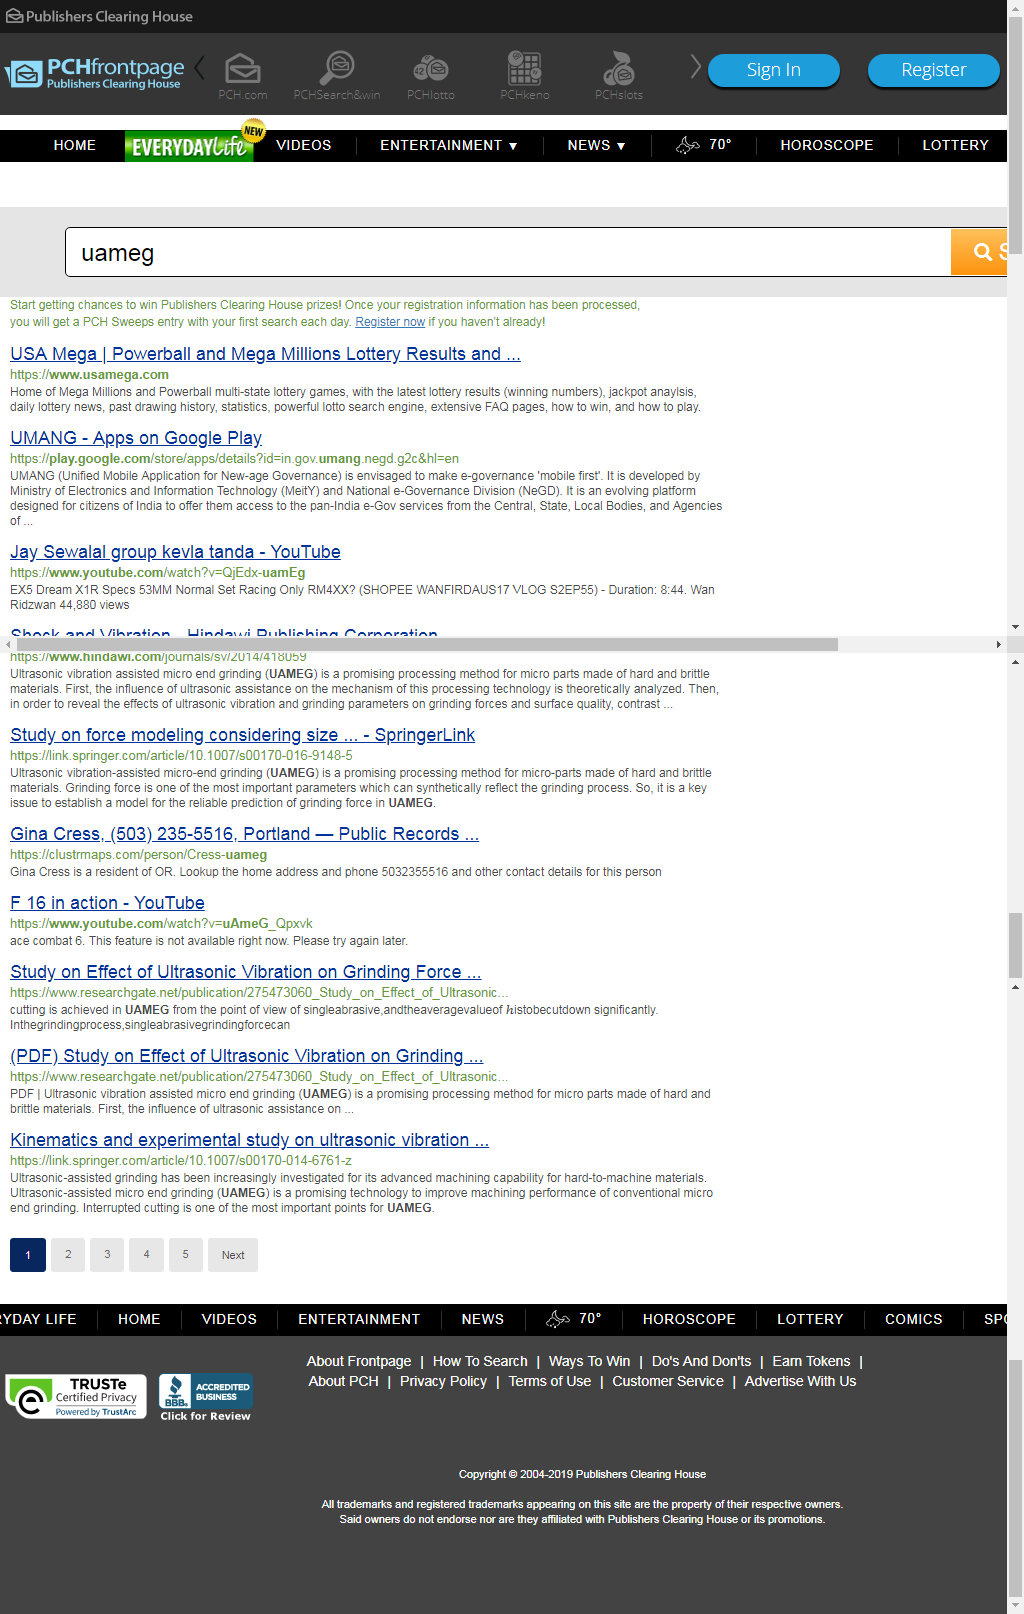 Publishers Clearing House
PCHfrontpage
Publishers Clearing House
PCH.com
PCHSearch&win
PCHlotto
PCHkeno
PCHslots
Sign In
Register
HOME
EVERYDAY Life
NEW
VIDEOS
ENTERTAINMENT ▼
NEWS ▼
70°
HOROSCOPE
LOTTERY
uameg
S
Start getting chances to win Publishers Clearing House prizes! Once your registration information has been processed,
you will get a PCH Sweeps entry with your first search each day. Register now if you haven't already!
USA Mega | Powerball and Mega Millions Lottery Results and ...
https://www.usamega.com
Home of Mega Millions and Powerball multi-state lottery games, with the latest lottery results (winning numbers), jackpot anaylsis,
daily lottery news, past drawing history, statistics, powerful lotto search engine, extensive FAQ pages, how to win, and how to play.
UMANG - Apps on Google Play
https://play.google.com/store/apps/details?id=in.gov.umang.negd.g2c&hl=en
UMANG (Unified Mobile Application for New-age Governance) is envisaged to make e-governance 'mobile first'. It is developed by
Ministry of Electronics and Information Technology (MeitY) and National e-Governance Division (NeGD). It is an evolving platform
designed for citizens of India to offer them access to the pan-India e-Gov services from the Central, State, Local Bodies, and Agencies
of ...
Jay Sewalal group kevla tanda - YouTube
https://www.youtube.com/watch?v=QjEdx-uamEg
EX5 Dream X1R Specs 53MM Normal Set Racing Only RM4XX? (SHOPEE WANFIRDAUS17 VLOG S2EP55) - Duration: 8:44. Wan
Ridzwan 44,880 views
Shock and Vibration - Hindawi Publishing Corporation
https://www.hindawi.com/journals/sv/2014/418059
Ultrasonic vibration assisted micro end grinding (UAMEG) is a promising processing method for micro parts made of hard and brittle
materials. First, the influence of ultrasonic assistance on the mechanism of this processing technology is theoretically analyzed. Then,
in order to reveal the effects of ultrasonic vibration and grinding parameters on grinding forces and surface quality, contrast ...
Study on force modeling considering size ... - SpringerLink
https://link.springer.com/article/10.1007/s00170-016-9148-5
Ultrasonic vibration-assisted micro-end grinding (UAMEG) is a promising processing method for micro-parts made of hard and brittle
materials. Grinding force is one of the most important parameters which can synthetically reflect the grinding process. So, it is a key
issue to establish a model for the reliable prediction of grinding force in UAMEG.
Gina Cress, (503) 235-5516, Portland — Public Records ...
https://clustrmaps.com/person/Cress-uameg
Gina Cress is a resident of OR. Lookup the home address and phone 5032355516 and other contact details for this person
F 16 in action - YouTube
https://www.youtube.com/watch?v=uAmeG_Qpxvk
ace combat 6. This feature is not available right now. Please try again later.
Study on Effect of Ultrasonic Vibration on Grinding Force ...
https://www.researchgate.net/publication/275473060_Study_on_Effect_of_Ultrasonic...
cutting is achieved in UAMEG from the point of view of singleabrasive,andtheaveragevalueof ℎistobecutdown significantly.
Inthegrindingprocess,singleabrasivegrindingforcecan
(PDF) Study on Effect of Ultrasonic Vibration on Grinding ...
https://www.researchgate.net/publication/275473060_Study_on_Effect_of_Ultrasonic...
PDF | Ultrasonic vibration assisted micro end grinding (UAMEG) is a promising processing method for micro parts made of hard and
brittle materials. First, the influence of ultrasonic assistance on ...
Kinematics and experimental study on ultrasonic vibration ...
https://link.springer.com/article/10.1007/s00170-014-6761-z
Ultrasonic-assisted grinding has been increasingly investigated for its advanced machining capability for hard-to-machine materials.
Ultrasonic-assisted micro end grinding (UAMEG) is a promising technology to improve machining performance of conventional micro
end grinding. Interrupted cutting is one of the most important points for UAMEG.
1 2 3 4 5 Next
RYDAY LIFE
HOME
VIDEOS
ENTERTAINMENT
NEWS
70°
HOROSCOPE
LOTTERY
COMICS
SPO
About Frontpage | How To Search | Ways To Win | Do's And Don'ts | Earn Tokens |
About PCH | Privacy Policy | Terms of Use | Customer Service | Advertise With Us
TRUSTe
Certified Privacy
Powered by TrustArc
BBB.
ACCREDITED
BUSINESS
Click for Review
Copyright © 2004-2019 Publishers Clearing House
All trademarks and registered trademarks appearing on this site are the property of their respective owners.
Said owners do not endorse nor are they affiliated with Publishers Clearing House or its promotions.